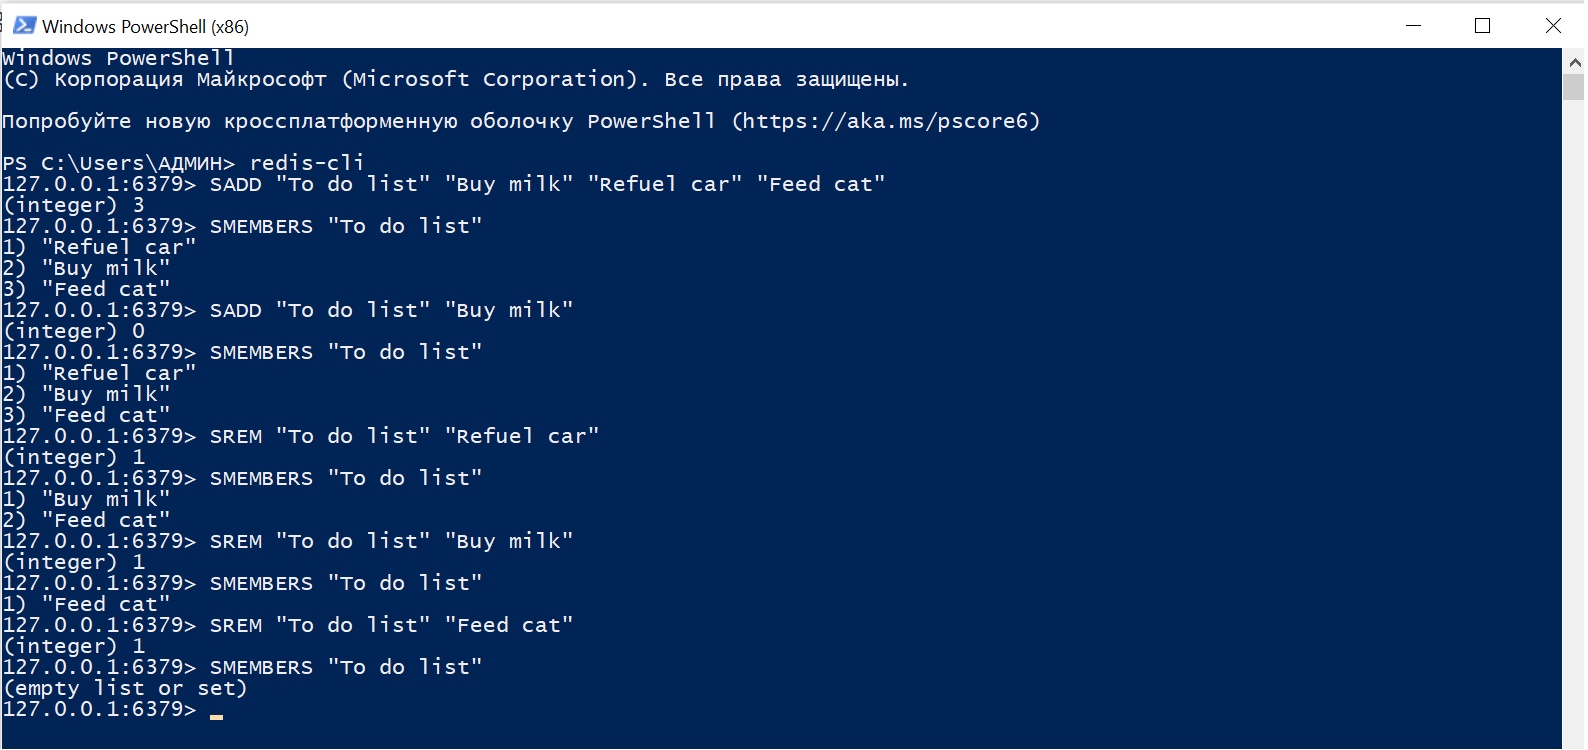 Windows PowerShell (x86)
Windows PowerShell
(C) Корпорация Майкрософт (Microsoft Corporation). Все права защищены.
Попробуйте новую кроссплатформенную оболочку PowerShell (https://aka.ms/pscore6)
PS C:\Users\АДМИН> redis-cli
127.0.0.1:6379> SADD "To do list" "Buy milk" "Refuel car" "Feed cat"
(integer) 3
127.0.0.1:6379> SMEMBERS "To do list"
1) "Refuel car"
2) "Buy milk"
3) "Feed cat"
127.0.0.1:6379> SADD "To do list" "Buy milk"
(integer) 0
127.0.0.1:6379> SMEMBERS "To do list"
1) "Refuel car"
2) "Buy milk"
3) "Feed cat"
127.0.0.1:6379> SREM "To do list" "Refuel car"
(integer) 1
127.0.0.1:6379> SMEMBERS "To do list"
1) "Buy milk"
2) "Feed cat"
127.0.0.1:6379> SREM "To do list" "Buy milk"
(integer) 1
127.0.0.1:6379> SMEMBERS "To do list"
1) "Feed cat"
127.0.0.1:6379> SREM "To do list" "Feed cat"
(integer) 1
127.0.0.1:6379> SMEMBERS "To do list"
(empty list or set)
127.0.0.1:6379>